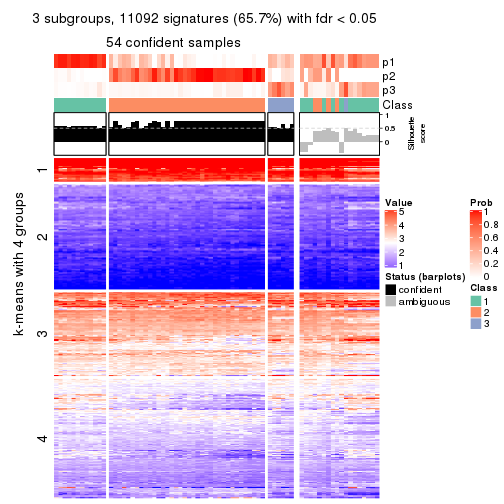 3 subgroups, 11092 signatures (65.7%) with fdr < 0.05
54 confident samples
p1
p2
p3
Class
1
0.5
0
Silhouette
score
k-means with 4 groups
1
2
3
4
Value
5
4
3
2
1
Status (barplots)
confident
ambiguous
Prob
1
0.8
0.6
0.4
0.2
0
Class
1
2
3